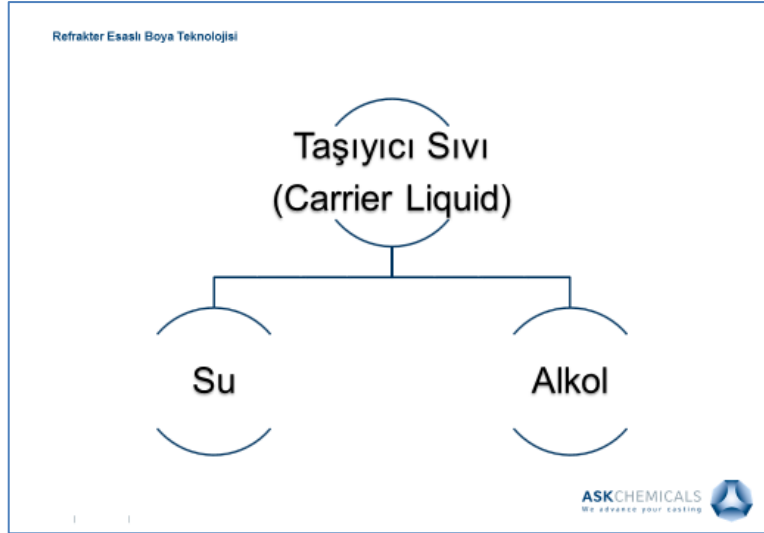 Refrakter Esaslı Boya Teknolojisi
Taşıyıcı Sıvı
(Carrier Liquid)
Su
Alkol
ASKCHEMICALS
We advance your casting